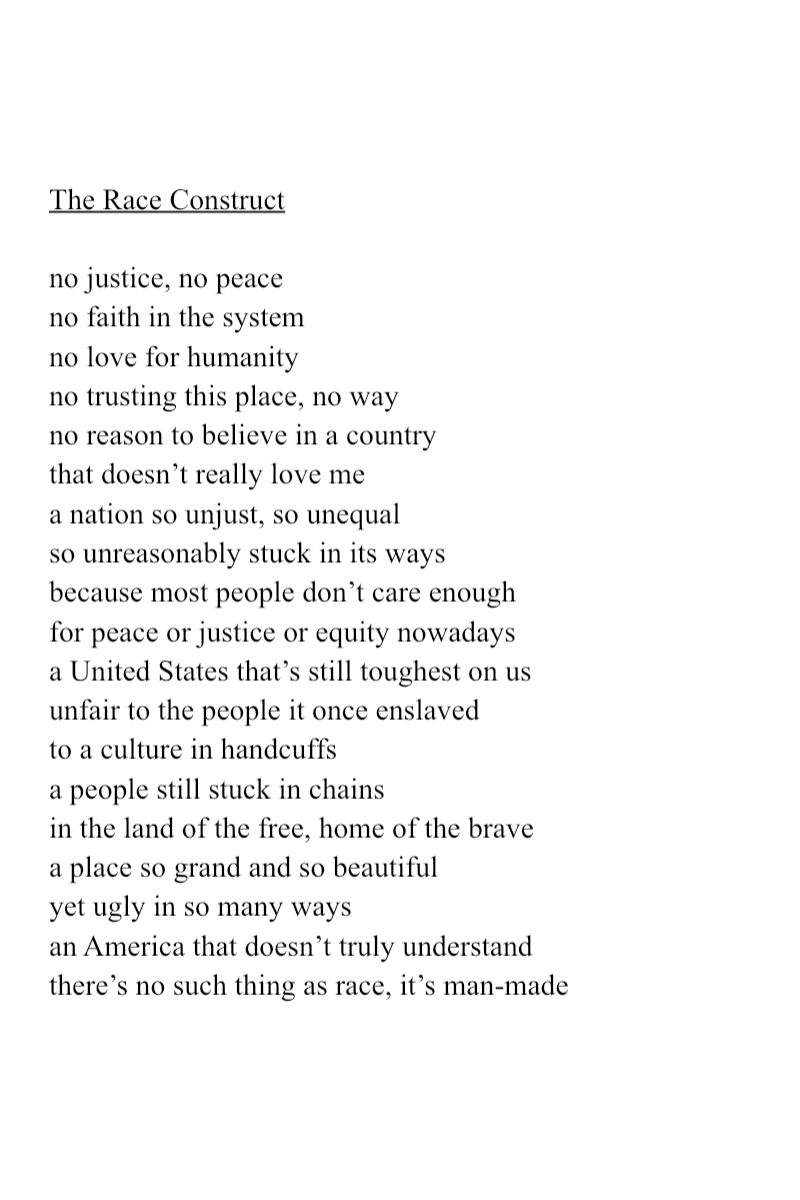 The Race Construct
no justice, no peace
no faith in the system
no love for humanity
no trusting this place, no way
no reason to believe in a country
that doesn’t really love me
a nation so unjust, so unequal
so unreasonably stuck in its ways
because most people don’t care enough
for peace or justice or equity nowadays
a United States that’s still toughest on us
unfair to the people it once enslaved
to a culture in handcuffs
a people still stuck in chains
in the land of the free, home of the brave
a place so grand and so beautiful
yet ugly in so many ways
an America that doesn’t truly understand
there’s no such thing as race, it’s man-made